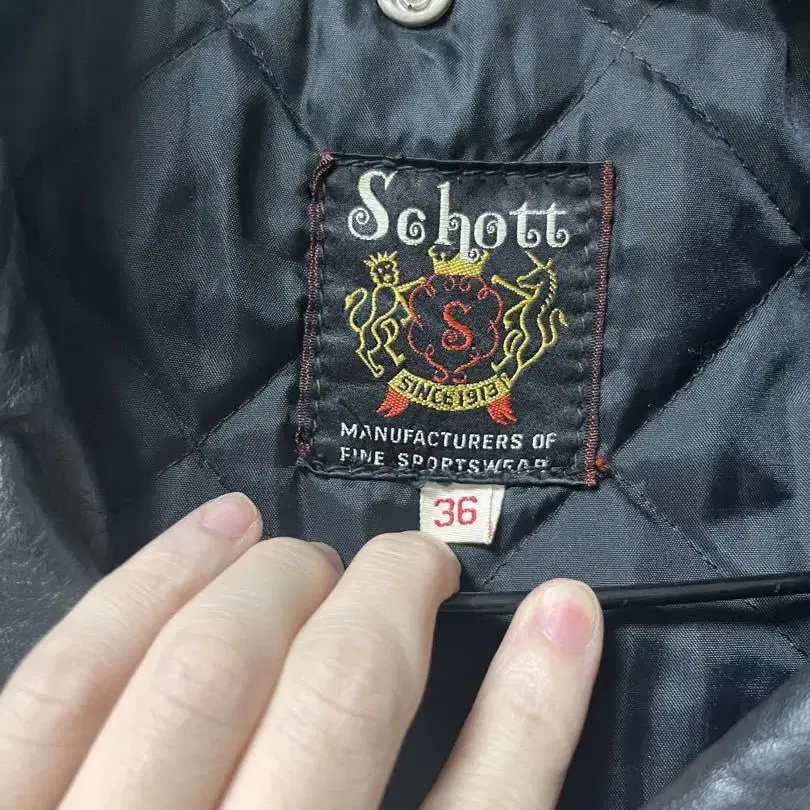 Schott
S
SINCE 1913
MANUFACTURERS OF
FINE SPORTSWEAR
36